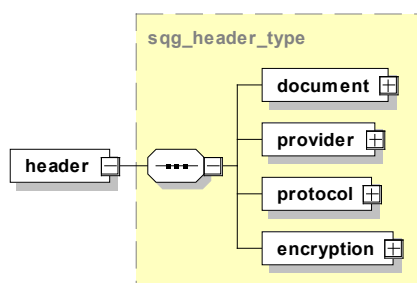 sqg_header_type
document
provider
header
protocol
encryption